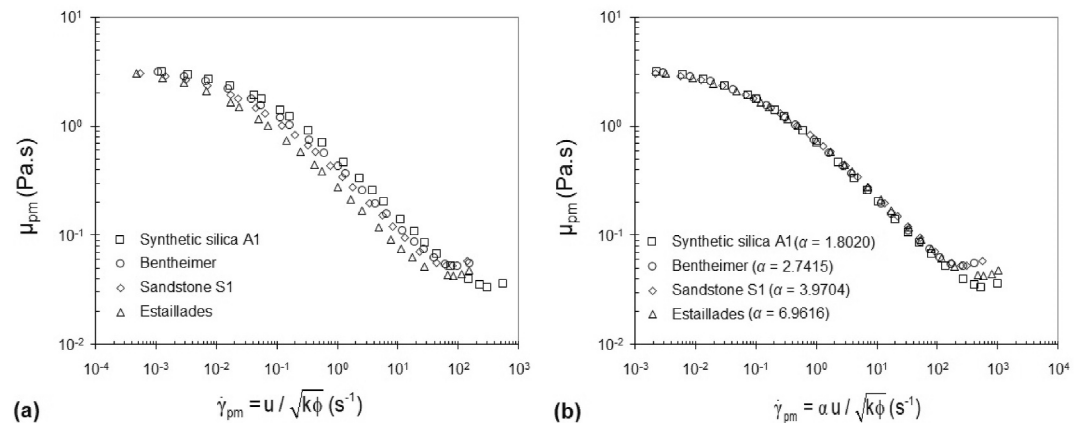 10¹
10⁰
10⁻¹
10⁻²
μpm (Pa.s)
Synthetic silica A1
Bentheimer
Sandstone S1
Estaillades
10⁻⁴ 10⁻³ 10⁻² 10⁻¹ 10⁰ 10¹ 10² 10³
(a) γ̇pm = u / √kϕ (s⁻¹)
10¹
10⁰
10⁻¹
10⁻²
μpm (Pa.s)
Synthetic silica A1 (α = 1.8020)
Bentheimer (α = 2.7415)
Sandstone S1 (α = 3.9704)
Estaillades (α = 6.9616)
10⁻³ 10⁻² 10⁻¹ 10⁰ 10¹ 10² 10³ 10⁴
(b) γ̇pm = α u / √kϕ (s⁻¹)